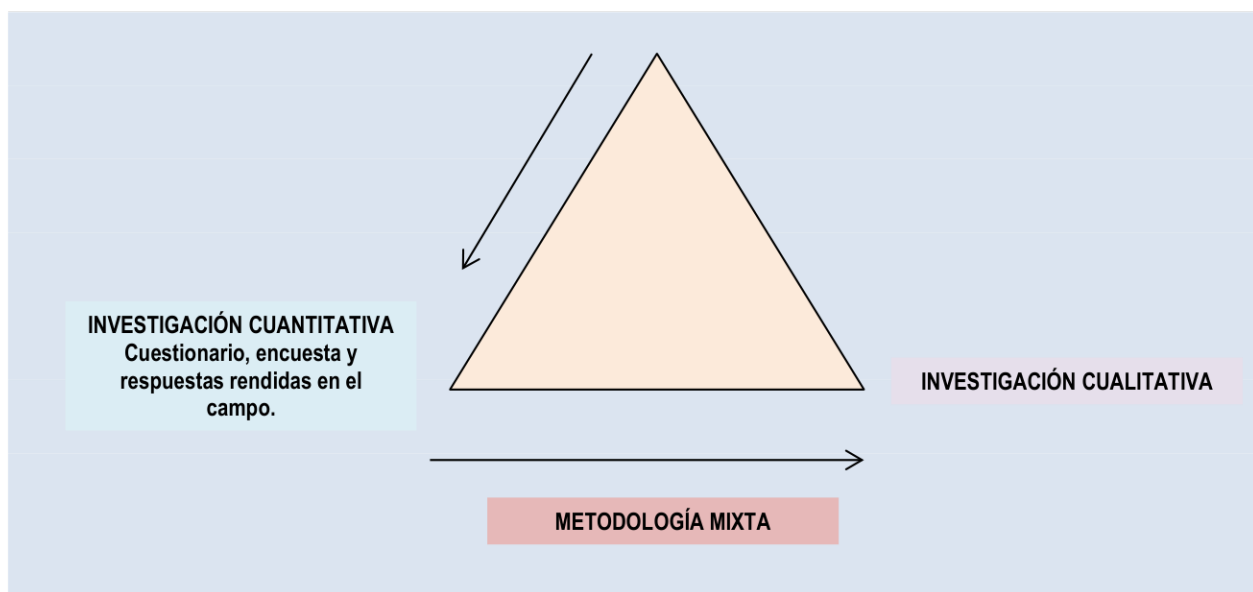 INVESTIGACIÓN CUANTITATIVA
Cuestionario, encuesta y
respuestas rendidas en el
campo.
INVESTIGACIÓN CUALITATIVA
METODOLOGÍA MIXTA